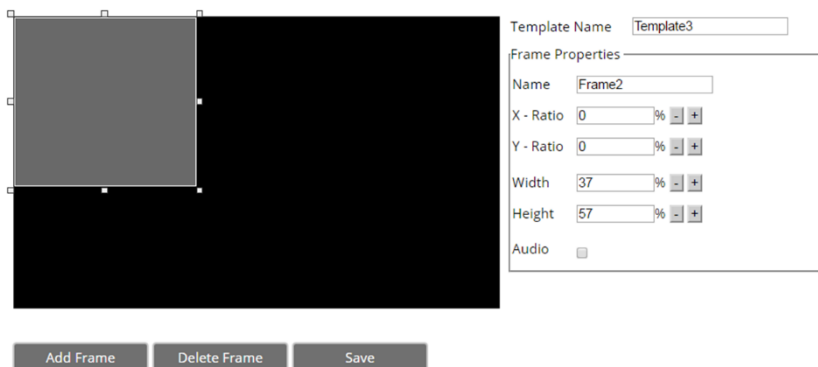 Template Name Template3
Frame Properties
Name Frame2
X - Ratio 0 % - +
Y - Ratio 0 % - +
Width 37 % - +
Height 57 % - +
Audio
Add Frame Delete Frame Save